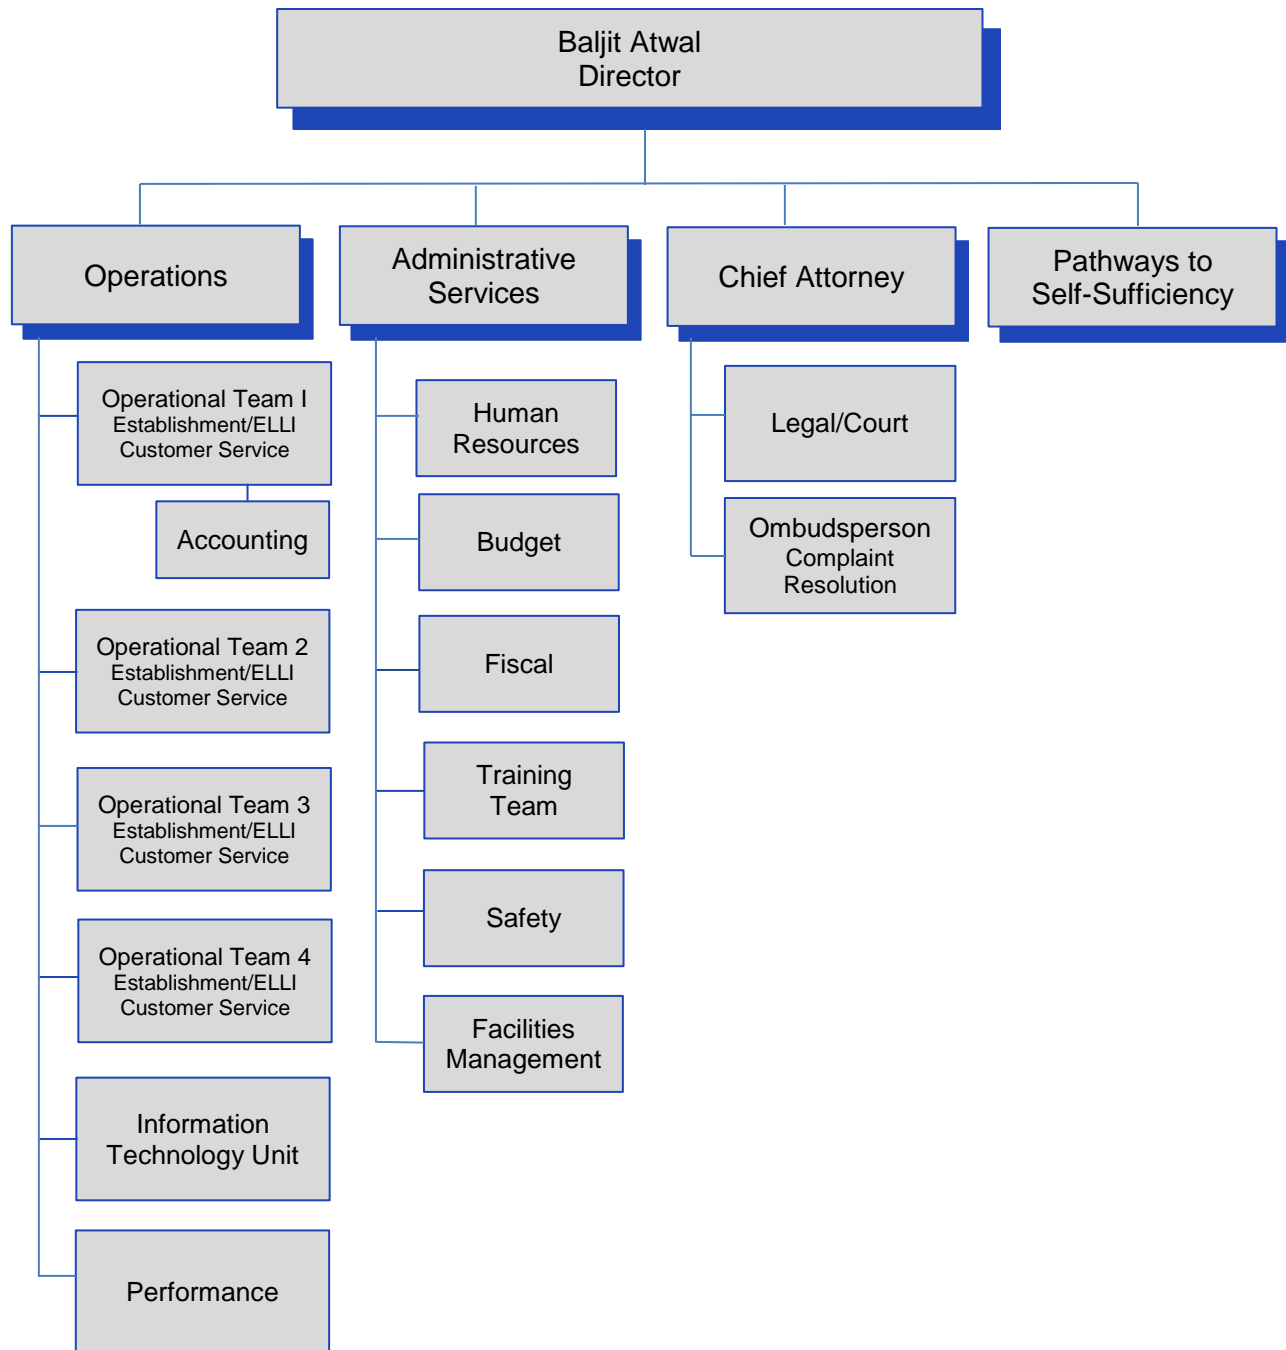 Baljit Atwal
Director
Operations
Administrative
Services
Chief Attorney
Pathways to
Self-Sufficiency
Operational Team I
Establishment/ELLI
Customer Service
Accounting
Operational Team 2
Establishment/ELLI
Customer Service
Operational Team 3
Establishment/ELLI
Customer Service
Operational Team 4
Establishment/ELLI
Customer Service
Information
Technology Unit
Performance
Human
Resources
Budget
Fiscal
Training
Team
Safety
Facilities
Management
Legal/Court
Ombudsperson
Complaint
Resolution